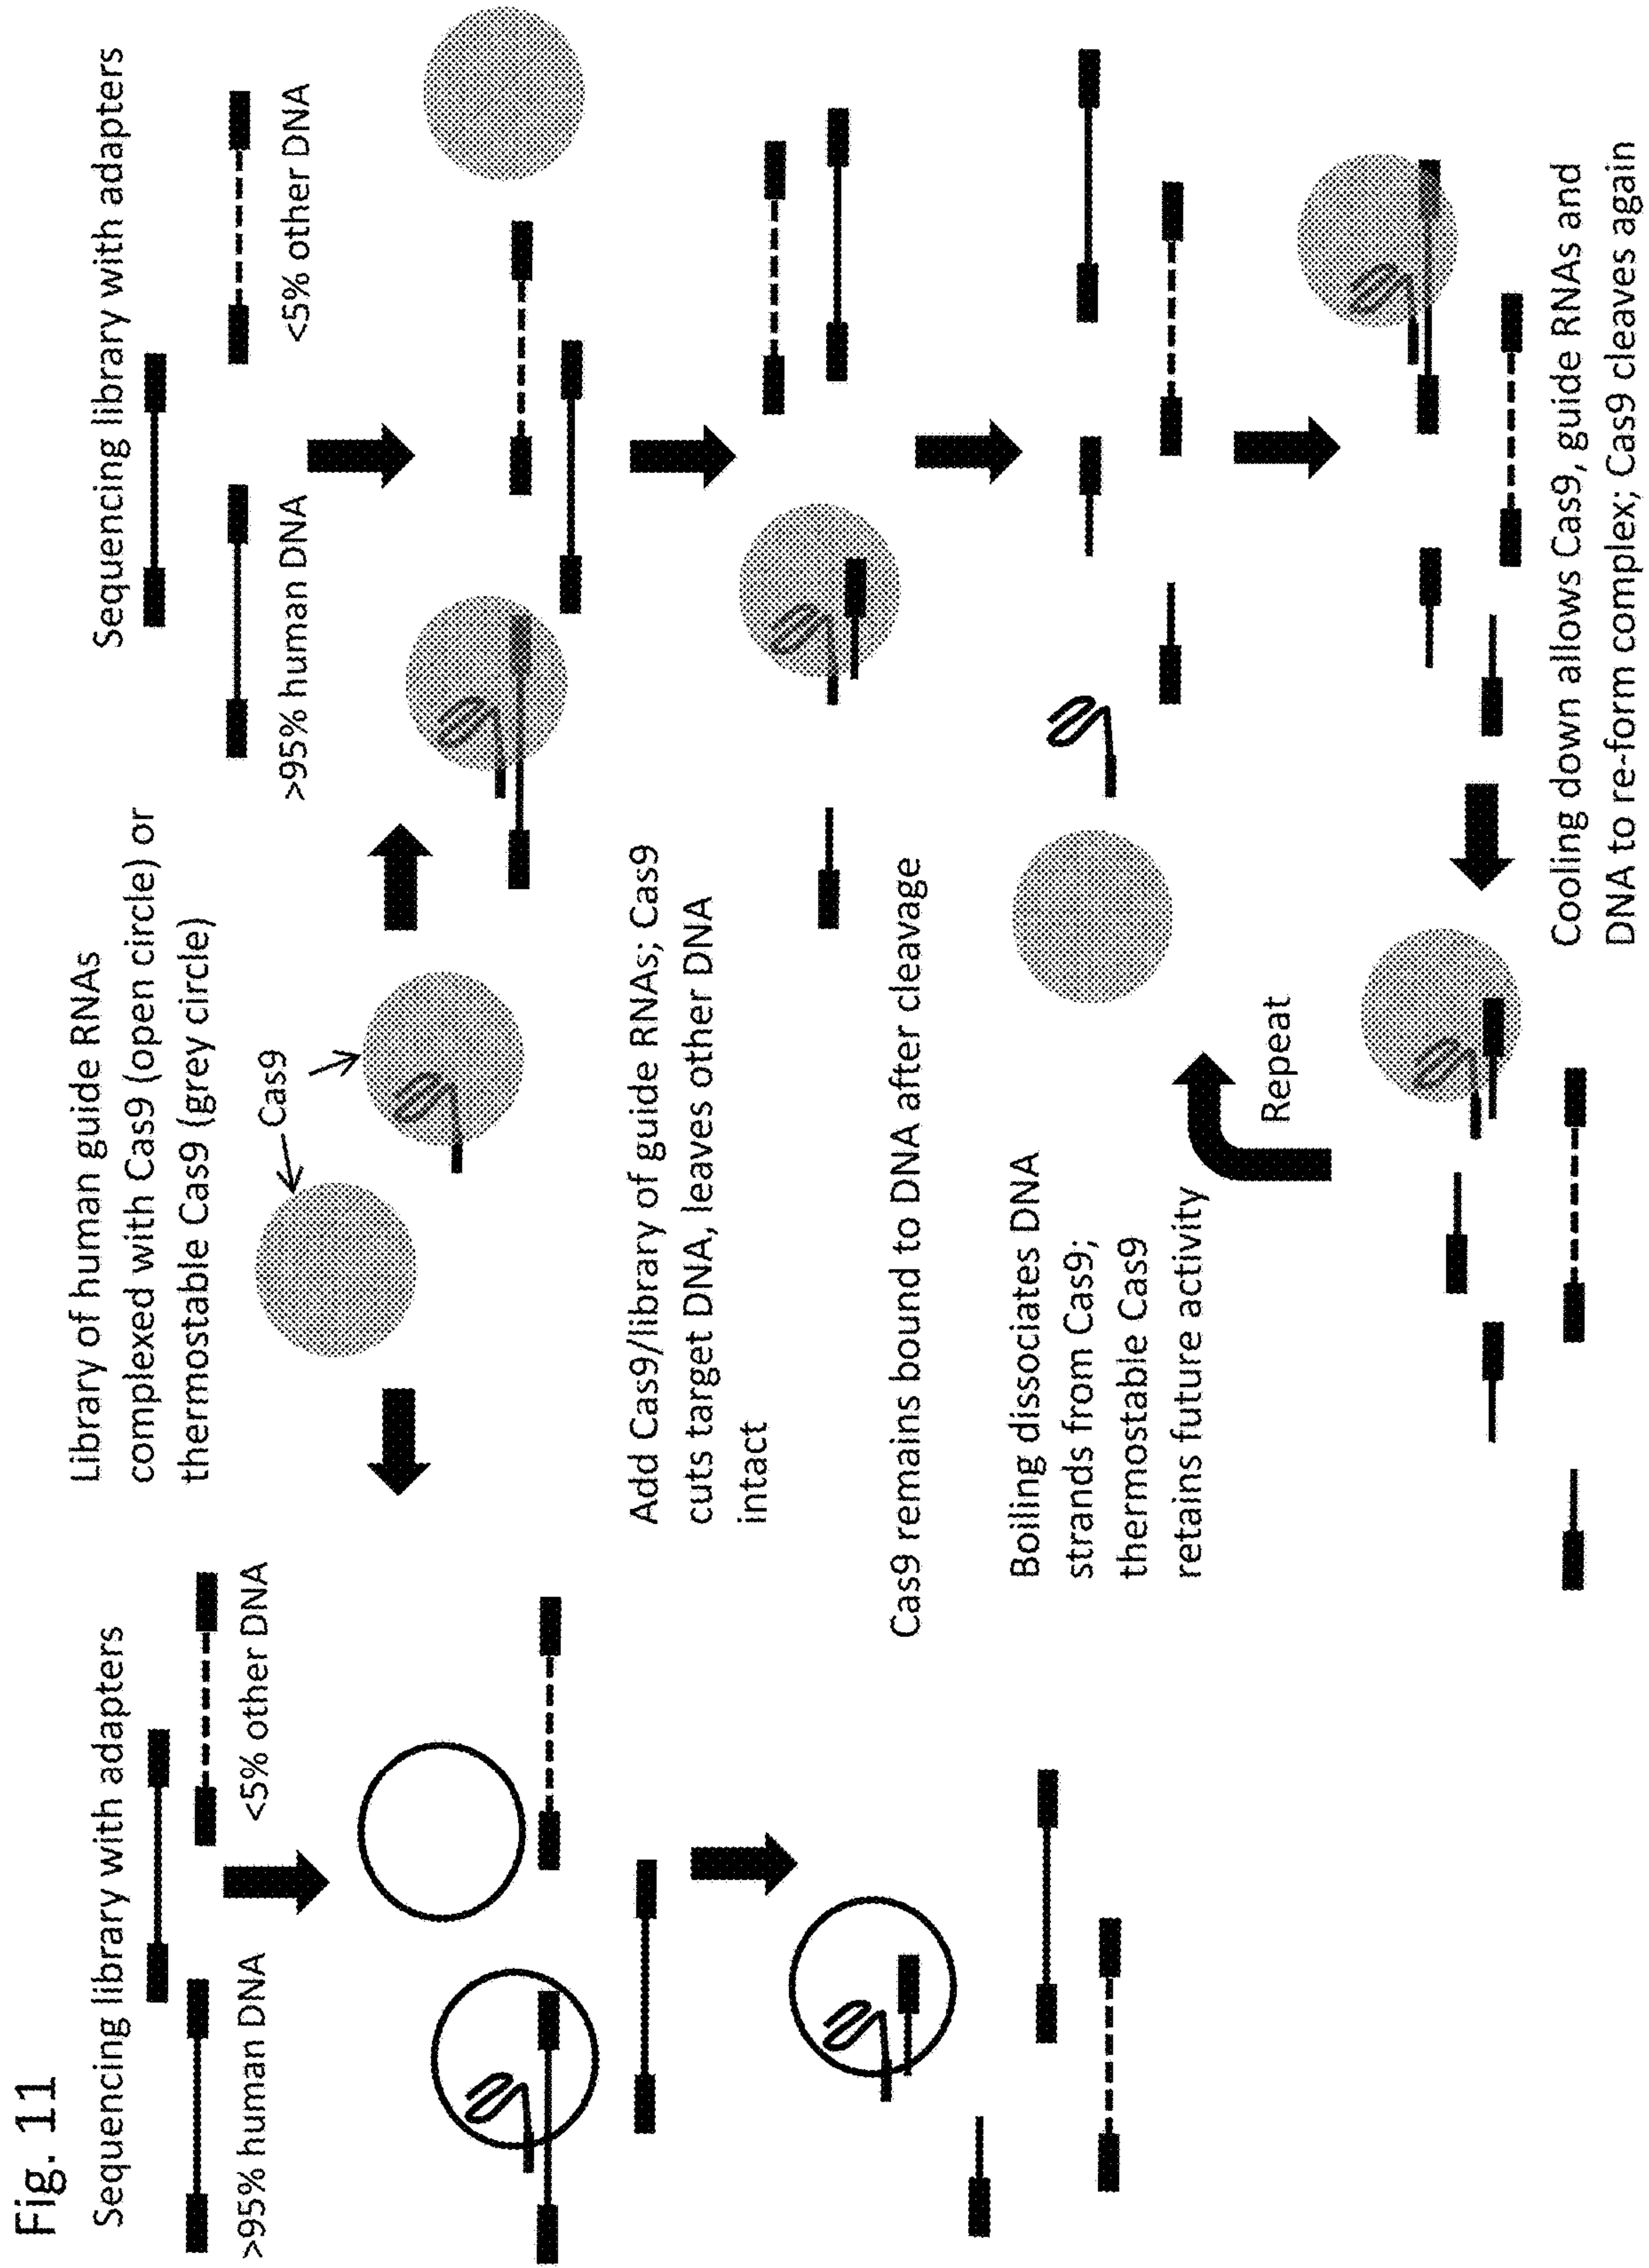 Fig. 11
Sequencing library with adapters
>95% human DNA
<5% other DNA
Library of human guide RNAs
complexed with Cas9 (open circle) or
thermostable Cas9 (grey circle)
Cas9
Sequencing library with adapters
>95% human DNA
<5% other DNA
Add Cas9/library of guide RNAs; Cas9
cuts target DNA, leaves other DNA
intact
Cas9 remains bound to DNA after cleavage
Boiling dissociates DNA
strands from Cas9;
thermostable Cas9
retains future activity
Repeat
Cooling down allows Cas9, guide RNAs and
DNA to re-form complex; Cas9 cleaves again